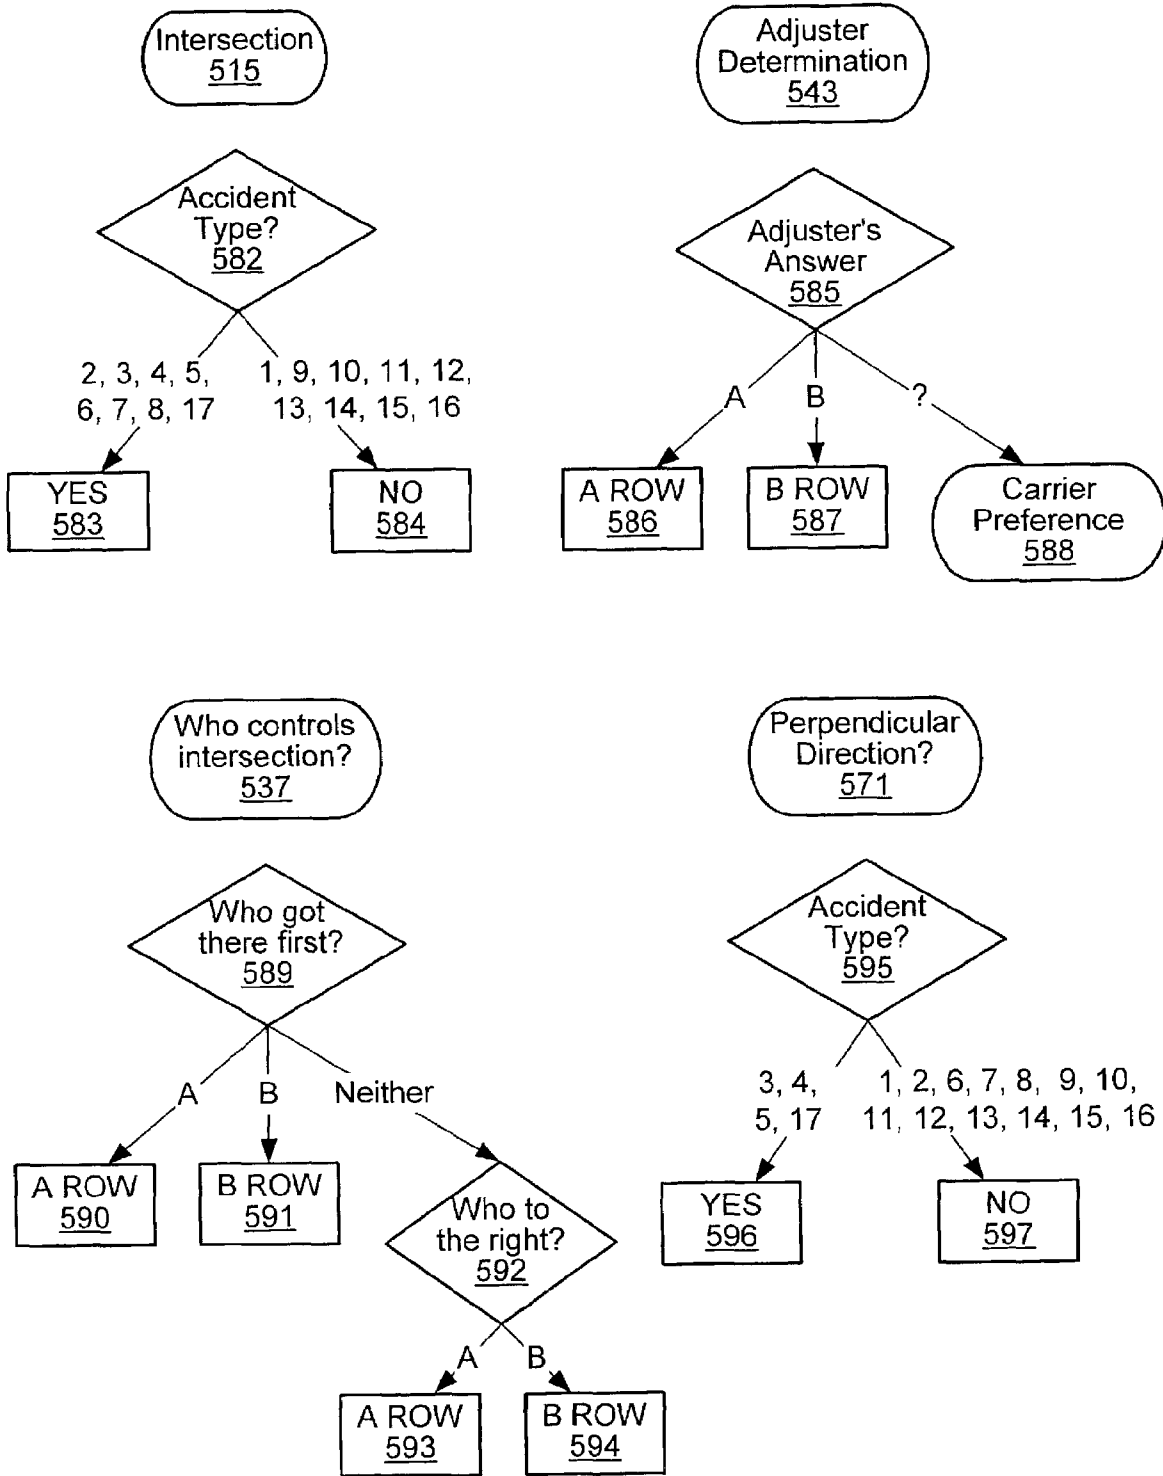 Intersection
515
Accident
Type?
582
2, 3, 4, 5,
6, 7, 8, 17
1, 9, 10, 11, 12,
13, 14, 15, 16
YES
583
NO
584
Adjuster
Determination
543
Adjuster's
Answer
585
A
B
?
A ROW
586
B ROW
587
Carrier
Preference
588
Who controls
intersection?
537
Who got
there first?
589
A
B
Neither
A ROW
590
B ROW
591
Who to
the right?
592
A
B
A ROW
593
B ROW
594
Perpendicular
Direction?
571
Accident
Type?
595
3, 4,
5, 17
1, 2, 6, 7, 8, 9, 10,
11, 12, 13, 14, 15, 16
YES
596
NO
597